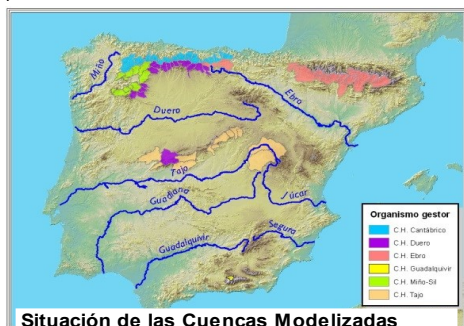 Miño
Ebro
Duero
Tajo
Guadiana
Júcar
Segura
Guadalquivir
Organismo gestor
C.H. Cantábrico
C.H. Duero
C.H. Ebro
C.H. Guadalquivir
C.H. Miño-Sil
C.H. Tajo
Situación de las Cuencas Modelizadas